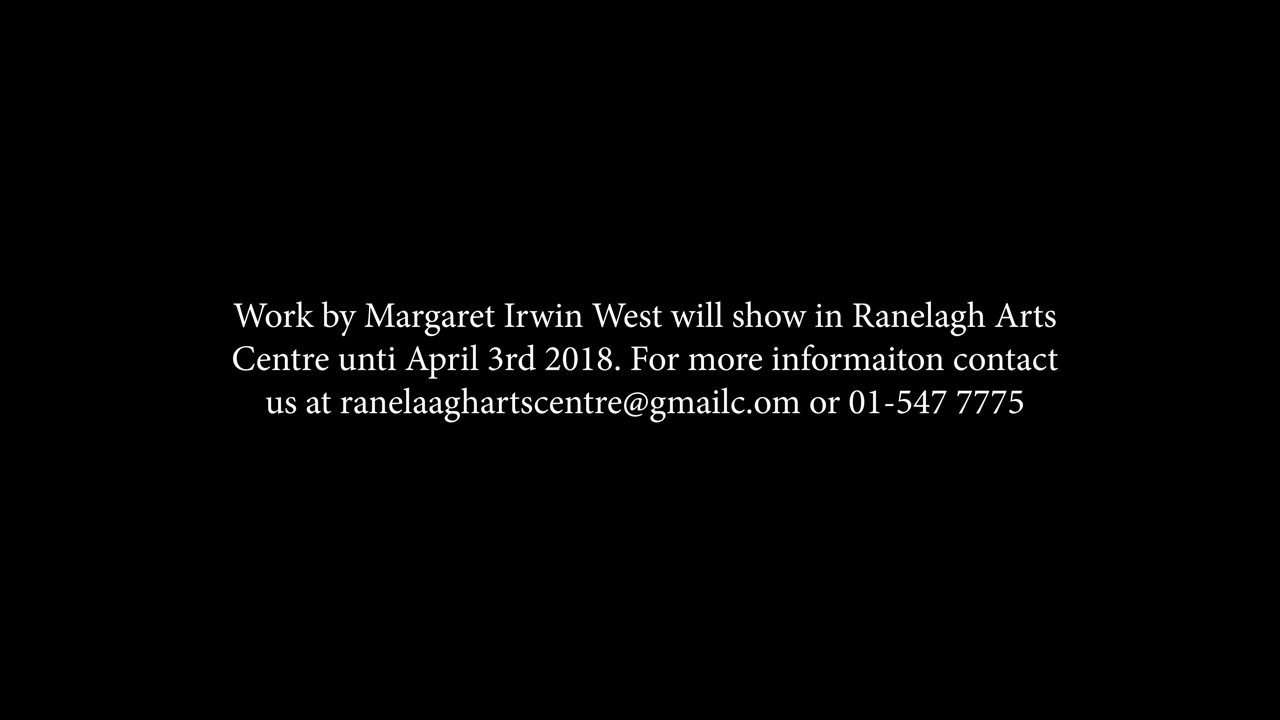 Work by Margaret Irwin West will show in Ranelagh Arts
Centre unti April 3rd 2018. For more informaiton contact
us at ranelaaghartscentre@gmailc.om or 01-547 7775